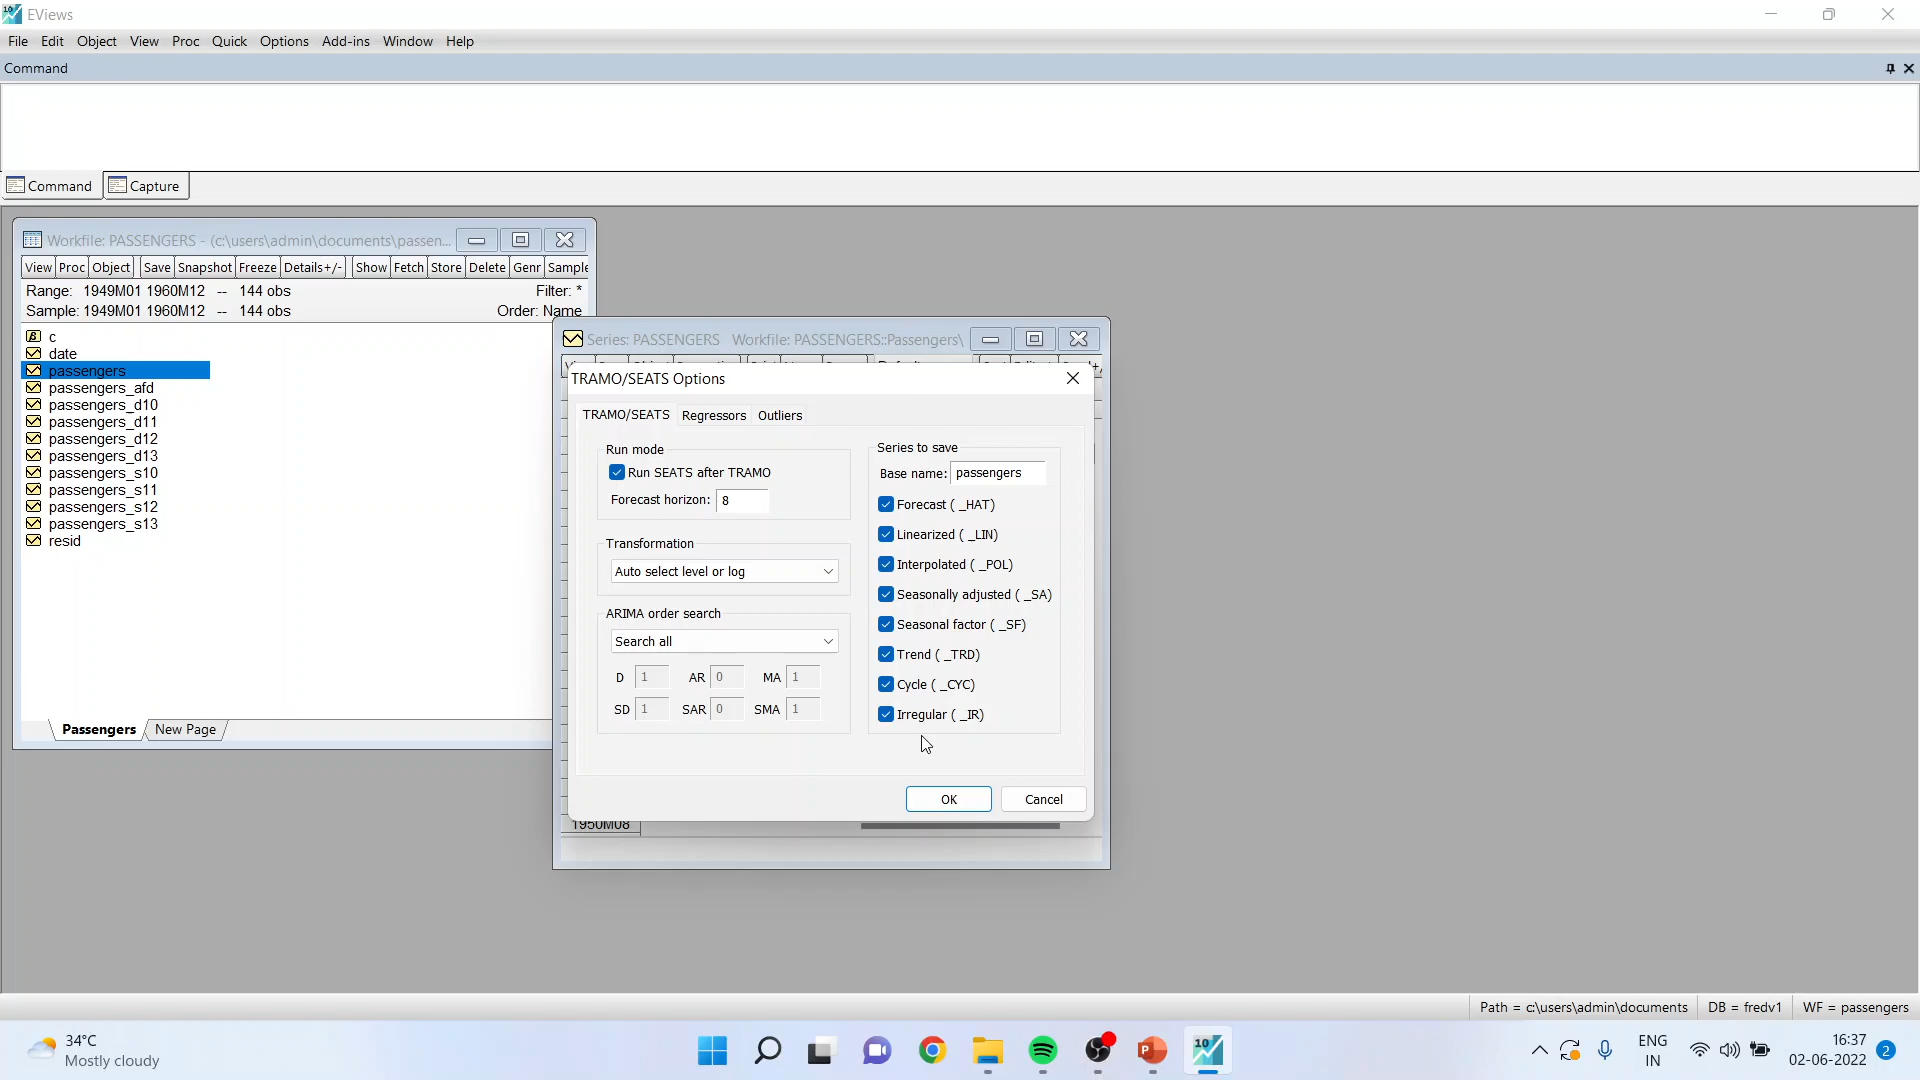 10 EViews
File Edit Object View Proc Quick Options Add-ins Window Help
Command
Command Capture
Workfile: PASSENGERS - (c:\users\admin\documents\passen...
View Proc Object Save Snapshot Freeze Details+/- Show Fetch Store Delete Genr Sample
Range: 1949M01 1960M12 -- 144 obs Filter: *
Sample: 1949M01 1960M12 -- 144 obs Order: Name
c
date
passengers
passengers_afd
passengers_d10
passengers_d11
passengers_d12
passengers_d13
passengers_s10
passengers_s11
passengers_s12
passengers_s13
resid
Passengers New Page
Series: PASSENGERS Workfile: PASSENGERS::Passengers\
TRAMO/SEATS Options
TRAMO/SEATS Regressors Outliers
Run mode
Run SEATS after TRAMO
Forecast horizon: 8
Transformation
Auto select level or log
ARIMA order search
Search all
D 1 AR 0 MA 1
SD 1 SAR 0 SMA 1
Series to save
Base name: passengers
Forecast ( _HAT)
Linearized ( _LIN)
Interpolated ( _POL)
Seasonally adjusted ( _SA)
Seasonal factor ( _SF)
Trend ( _TRD)
Cycle ( _CYC)
Irregular ( _IR)
OK Cancel
1950M08
Path = c:\users\admin\documents DB = fredv1 WF = passengers
34°C
Mostly cloudy
10
ENG
IN
16:37
02-06-2022
2